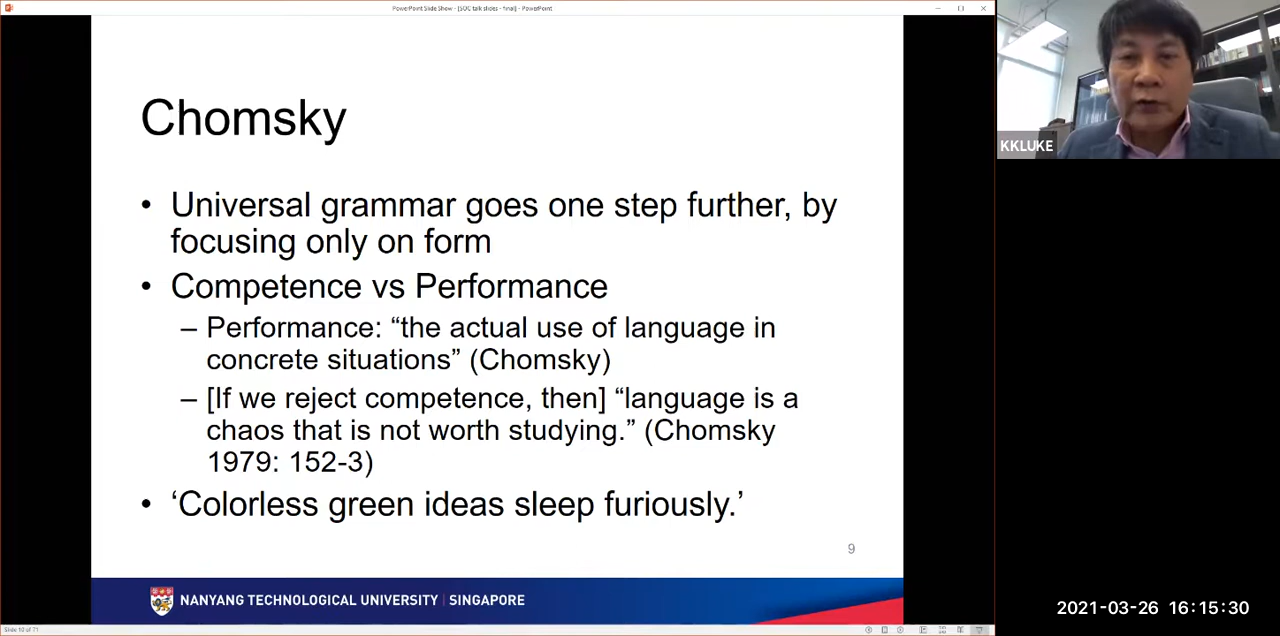 PowerPoint Slide Show - [SOC talk slides - final] - PowerPoint
Chomsky
• Universal grammar goes one step further, by
focusing only on form
• Competence vs Performance
– Performance: “the actual use of language in
concrete situations” (Chomsky)
– [If we reject competence, then] “language is a
chaos that is not worth studying.” (Chomsky
1979: 152-3)
• ‘Colorless green ideas sleep furiously.’
9
NANYANG TECHNOLOGICAL UNIVERSITY | SINGAPORE
Slide 10 of 71
KKLUKE
2021-03-26 16:15:30